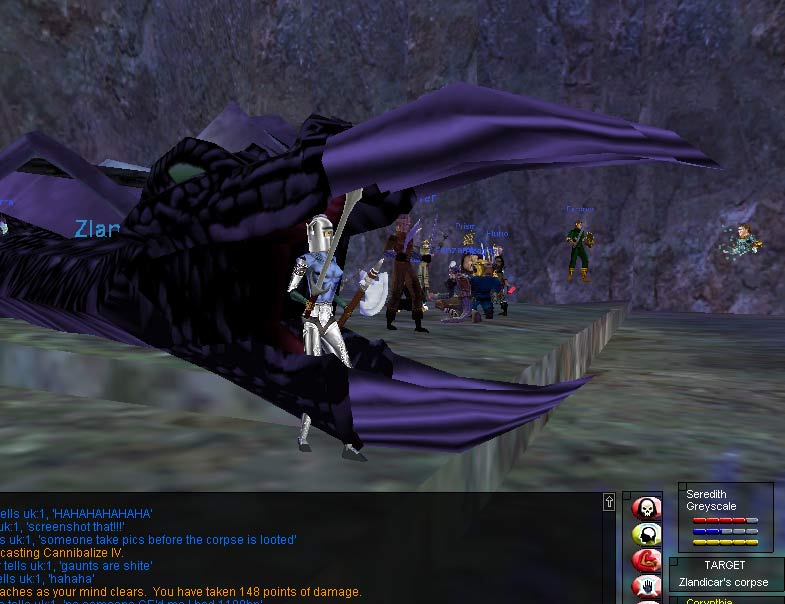 Zlan
ells uk:1, 'HAHAHAHAHAHA'
uk:1, 'screenshot that!!!'
s uk:1, 'someone take pics before the corpse is looted'
casting Cannibalize IV.
tells uk:1, 'gaunts are shite'
ells uk:1, 'hahaha'
aches as your mind clears. You have taken 148 points of damage.
Seredith
Greyscale
TARGET
Zlandicar's corpse
Corynthia